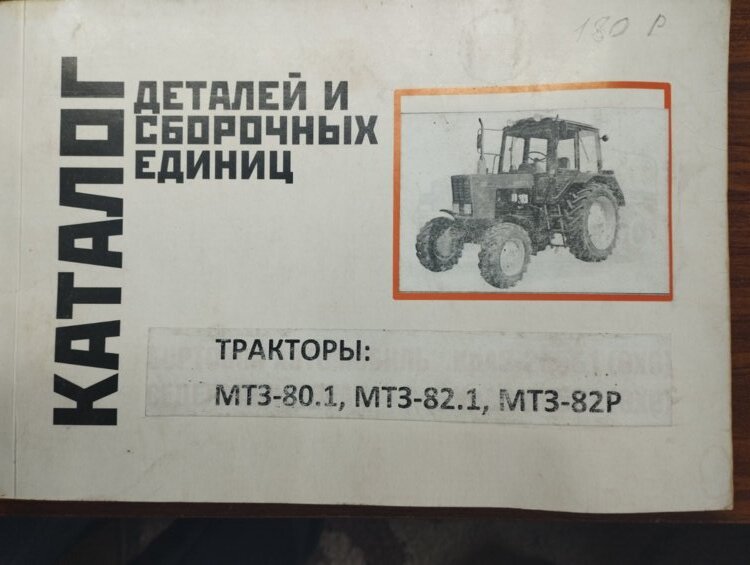 180 Р
КАТАЛОГ
ДЕТАЛЕЙ И
СБОРОЧНЫХ
ЕДИНИЦ
ТРАКТОРЫ:
МТЗ-80.1, МТЗ-82.1, МТЗ-82Р